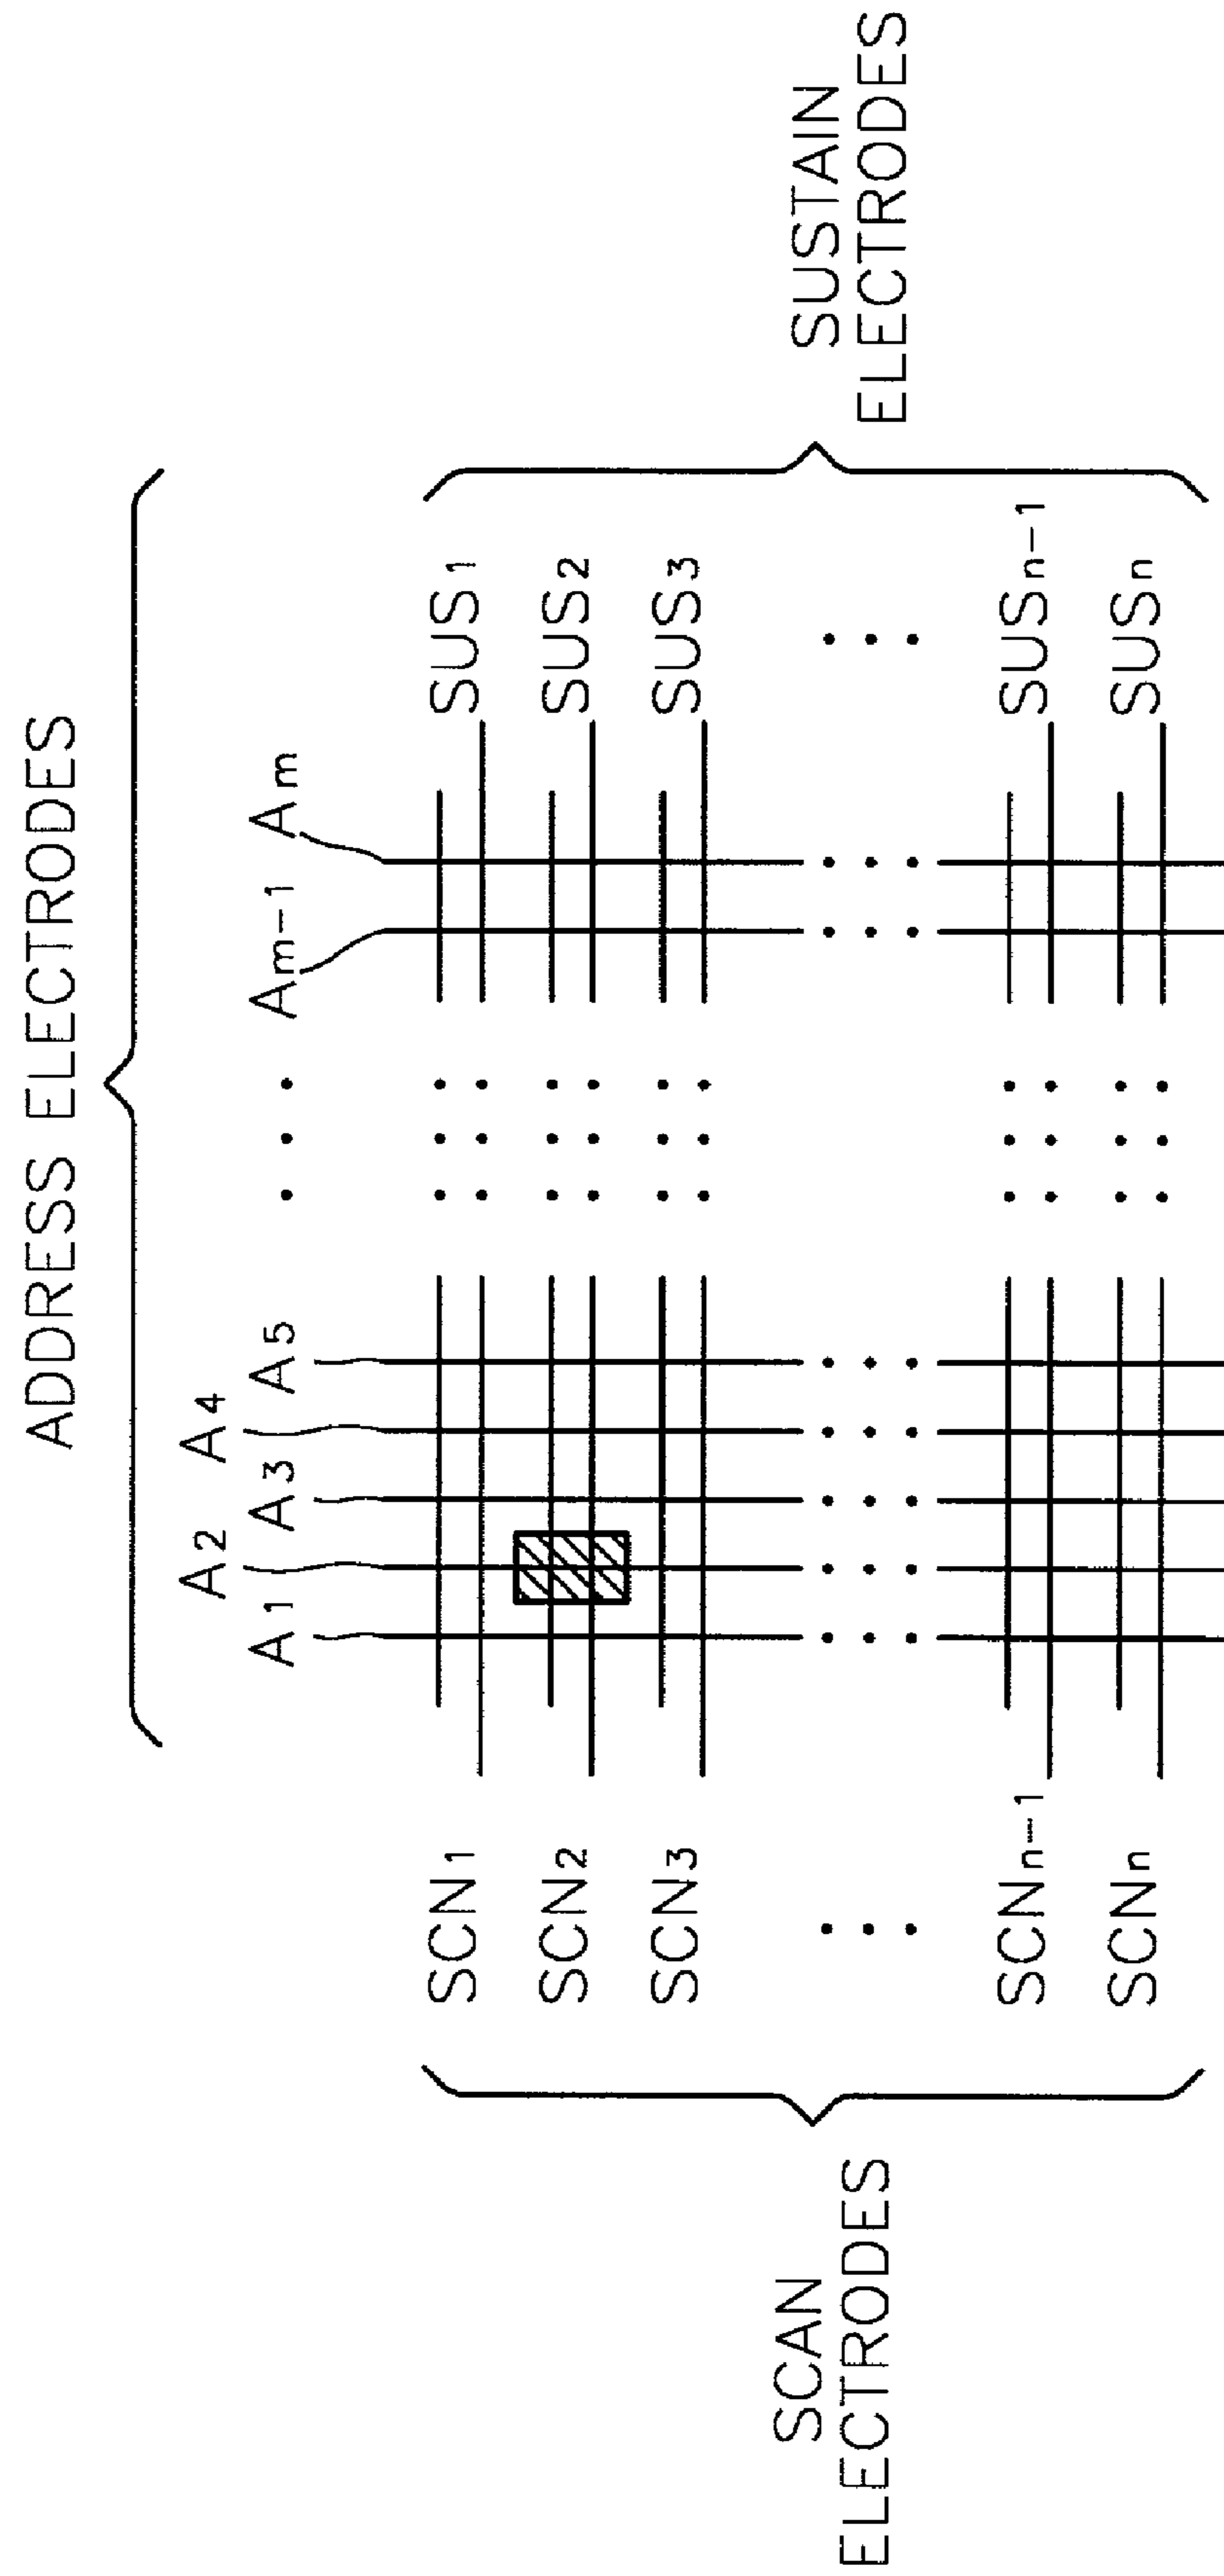 ADDRESS ELECTRODES
A1 A2 A3 A4 A5 ... Am-1 Am
SCN1 SUS1
SCN2 SUS2
SCN3 SUS3
...
SCNn-1 SUSn-1
SCNn SUSn
SCAN
ELECTRODES
SUSTAIN
ELECTRODES